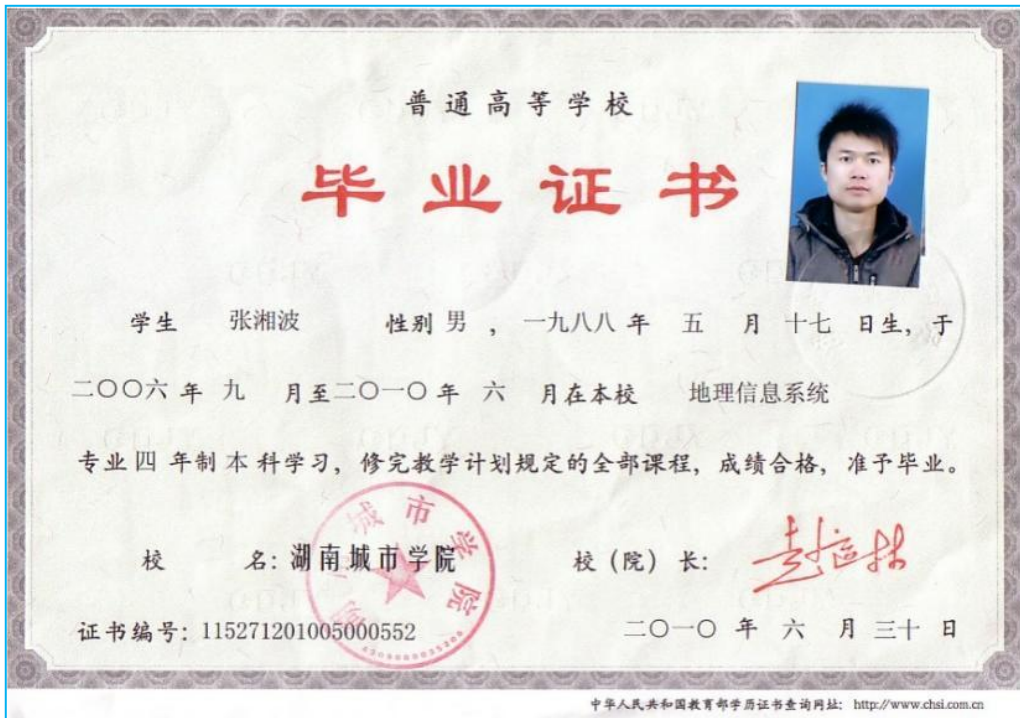 普通高等学校
毕业证书
学生 张湘波 性别 男 ，一九八八 年 五 月 十七 日生，于
二〇〇六 年 九 月至 二〇一〇 年 六 月在本校 地理信息系统
专业 四 年制 本 科学习，修完教学计划规定的全部课程，成绩合格，准予毕业。
校 名：湖南城市学院 校（院）长：
城市学院
4309000035200
证书编号：115271201005000552 二〇一〇 年 六 月 三十 日
中华人民共和国教育部学历证书查询网址：http://www.chsi.com.cn